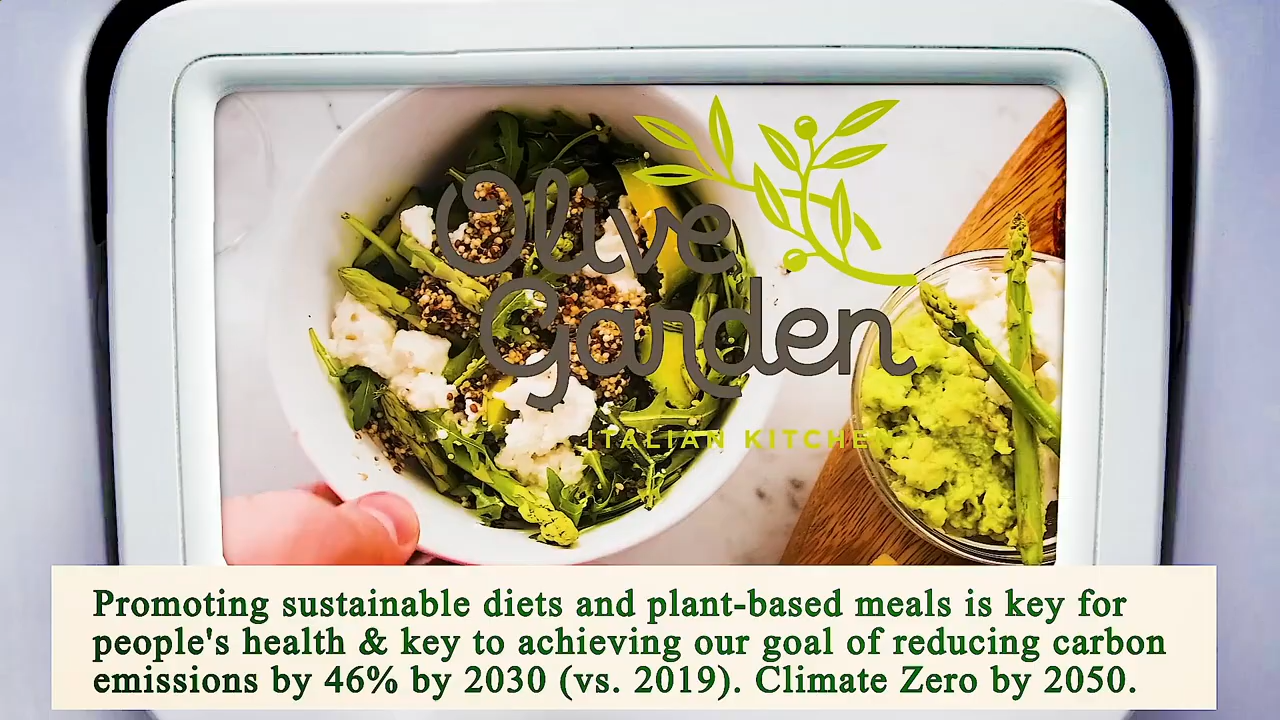 Olive
Garden
ITALIAN KITCHEN
Promoting sustainable diets and plant-based meals is key for
people's health & key to achieving our goal of reducing carbon
emissions by 46% by 2030 (vs. 2019). Climate Zero by 2050.